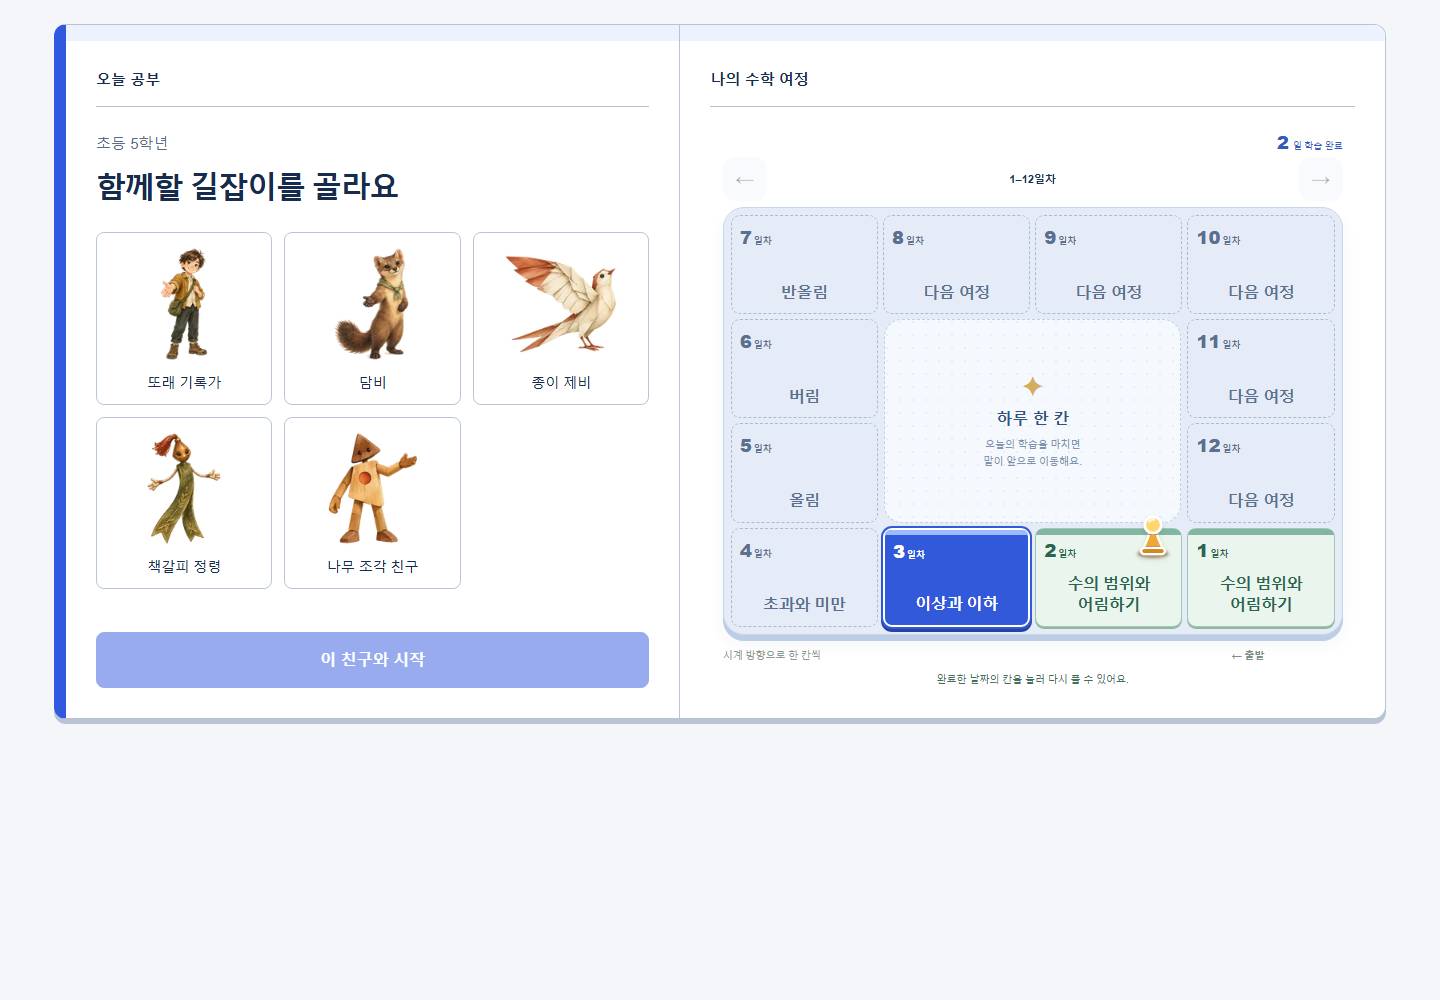 오늘 공부
초등 5학년
함께할 길잡이를 골라요
또래 기록가
담비
종이 제비
책갈피 정령
나무 조각 친구
이 친구와 시작
나의 수학 여정
2 일 학습 완료
←
1–12일차
→
7 일차
반올림
8 일차
다음 여정
9 일차
다음 여정
10 일차
다음 여정
6 일차
버림
11 일차
다음 여정
하루 한 칸
오늘의 학습을 마치면
말이 앞으로 이동해요.
5 일차
올림
12 일차
다음 여정
4 일차
초과와 미만
3 일차
이상과 이하
2 일차
수의 범위와
어림하기
1 일차
수의 범위와
어림하기
시계 방향으로 한 칸씩
← 출발
완료한 날짜의 칸을 눌러 다시 풀 수 있어요.